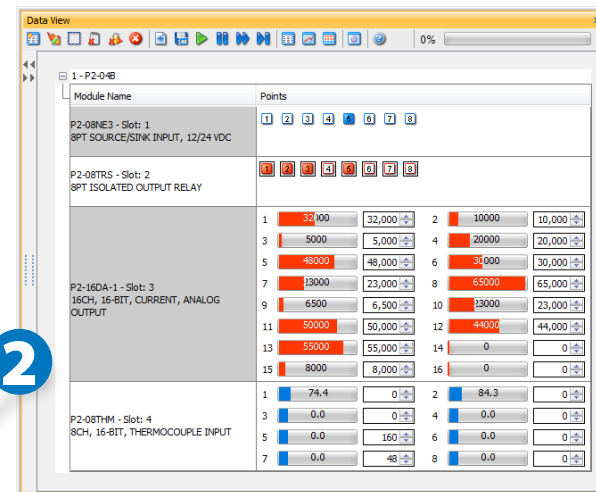 Data View
0%
1 - P2-04B
Module Name Points
P2-08NE3 - Slot: 1
8PT SOURCE/SINK INPUT, 12/24 VDC
1 2 3 4 5 6 7 8
P2-08TRS - Slot: 2
8PT ISOLATED OUTPUT RELAY
1 2 3 4 5 6 7 8
P2-16DA-1 - Slot: 3
16CH, 16-BIT, CURRENT, ANALOG
OUTPUT
1 32000 32,000 2 10000 10,000
3 5000 5,000 4 20000 20,000
5 48000 48,000 6 30000 30,000
7 23000 23,000 8 65000 65,000
9 6500 6,500 10 23000 23,000
11 50000 50,000 12 44000 44,000
13 55000 55,000 14 0 0
15 8000 8,000 16 0 0
P2-08THM - Slot: 4
8CH, 16-BIT, THERMOCOUPLE INPUT
1 74.4 0 2 84.3 0
3 0.0 0 4 0.0 0
5 0.0 160 6 0.0 0
7 0.0 48 8 0.0 0
2